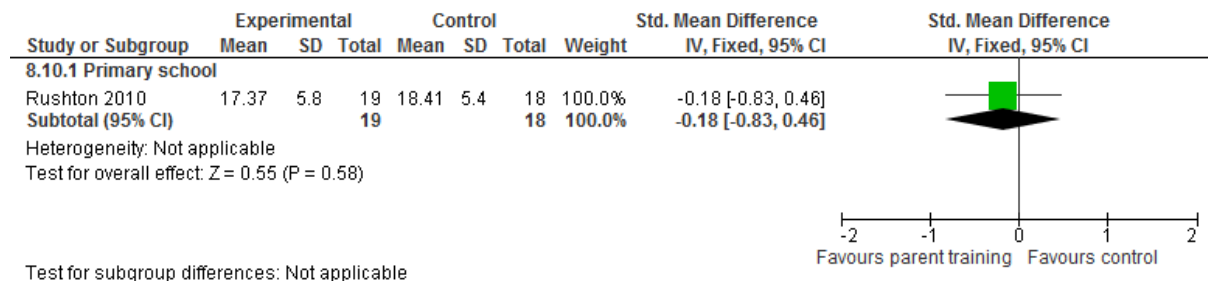 Experimental Control Std. Mean Difference Std. Mean Difference
Study or Subgroup Mean SD Total Mean SD Total Weight IV, Fixed, 95% CI IV, Fixed, 95% CI
8.10.1 Primary school
Rushton 2010 17.37 5.8 19 18.41 5.4 18 100.0% -0.18 [-0.83, 0.46]
Subtotal (95% CI) 19 18 100.0% -0.18 [-0.83, 0.46]
Heterogeneity: Not applicable
Test for overall effect: Z = 0.55 (P = 0.58)
-2 -1 0 1 2
Favours parent training Favours control
Test for subgroup differences: Not applicable